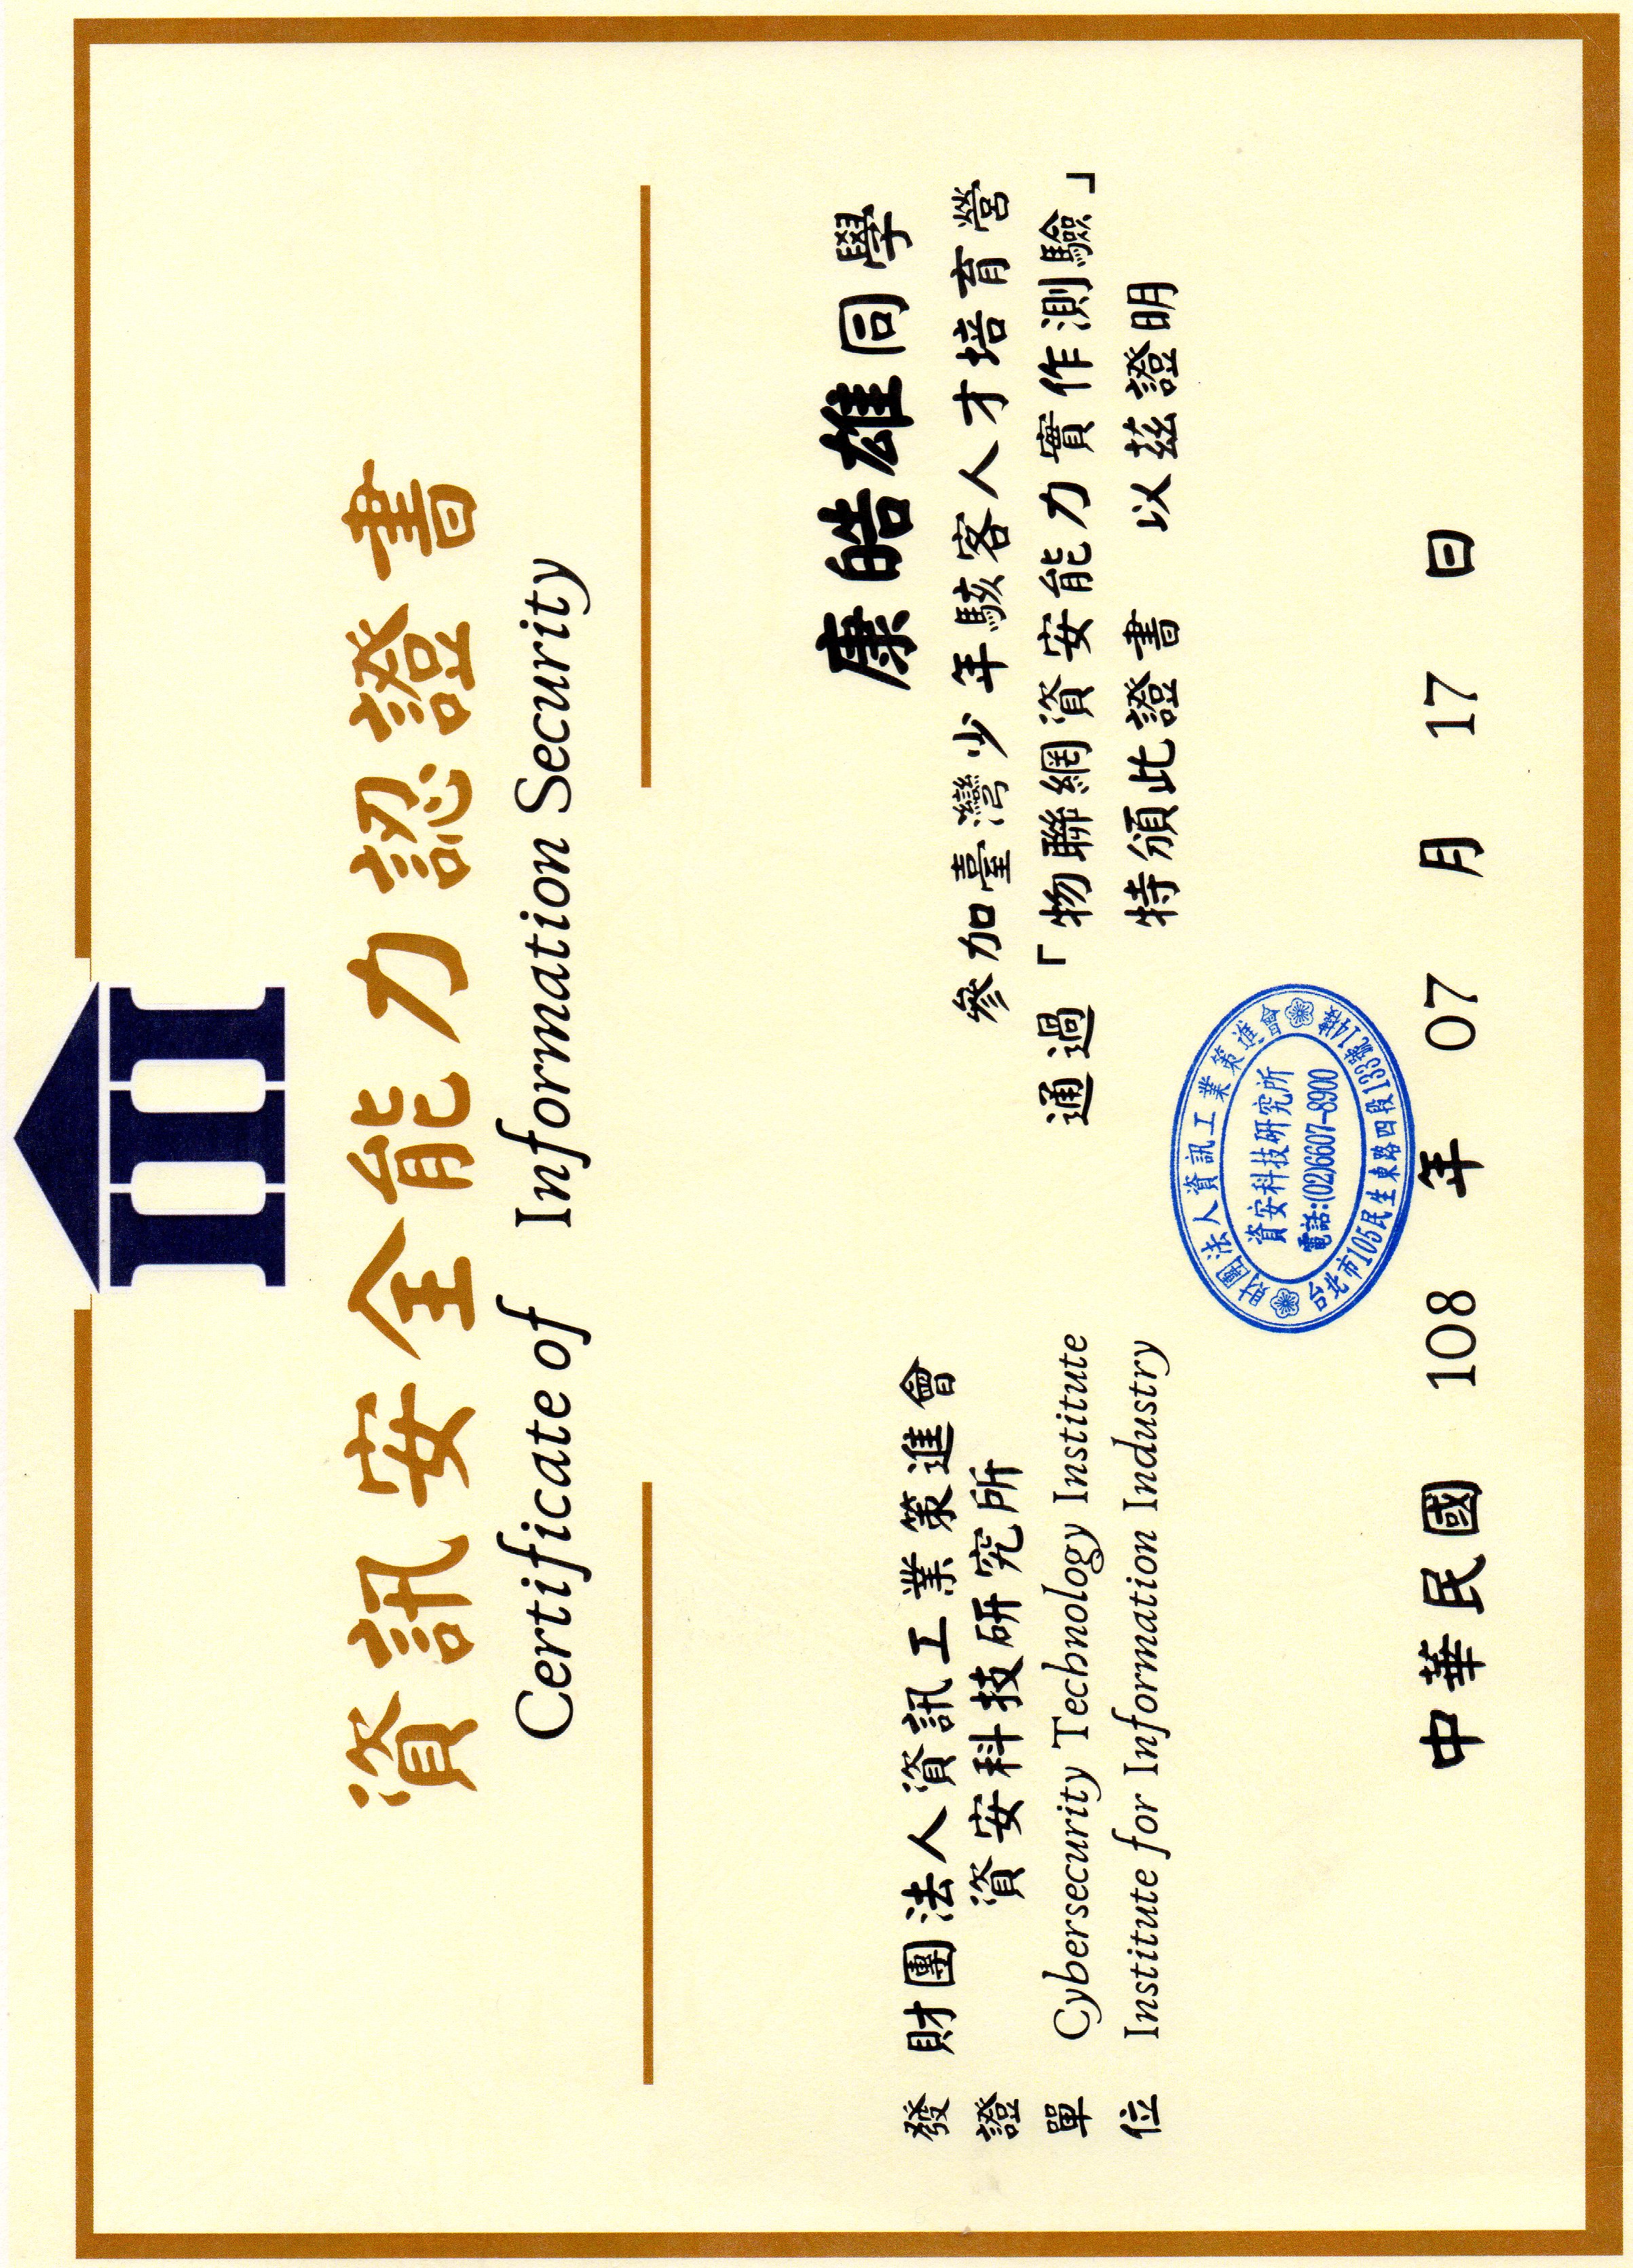 資訊安全能力認證書
Certificate of Information Security
康皓雄同學
參加臺灣少年駭客人才培育營
通過「物聯網資安能力實作測驗」
特頒此證書 以茲證明
發證單位
財團法人資訊工業策進會
資安科技研究所
Cybersecurity Technology Institute
Institute for Information Industry
財團法人資訊工業策進會
資安科技研究所
電話:(02)6607-8900
台北市105民生東路四段133號14樓
中華民國 108 年 07 月 17 日